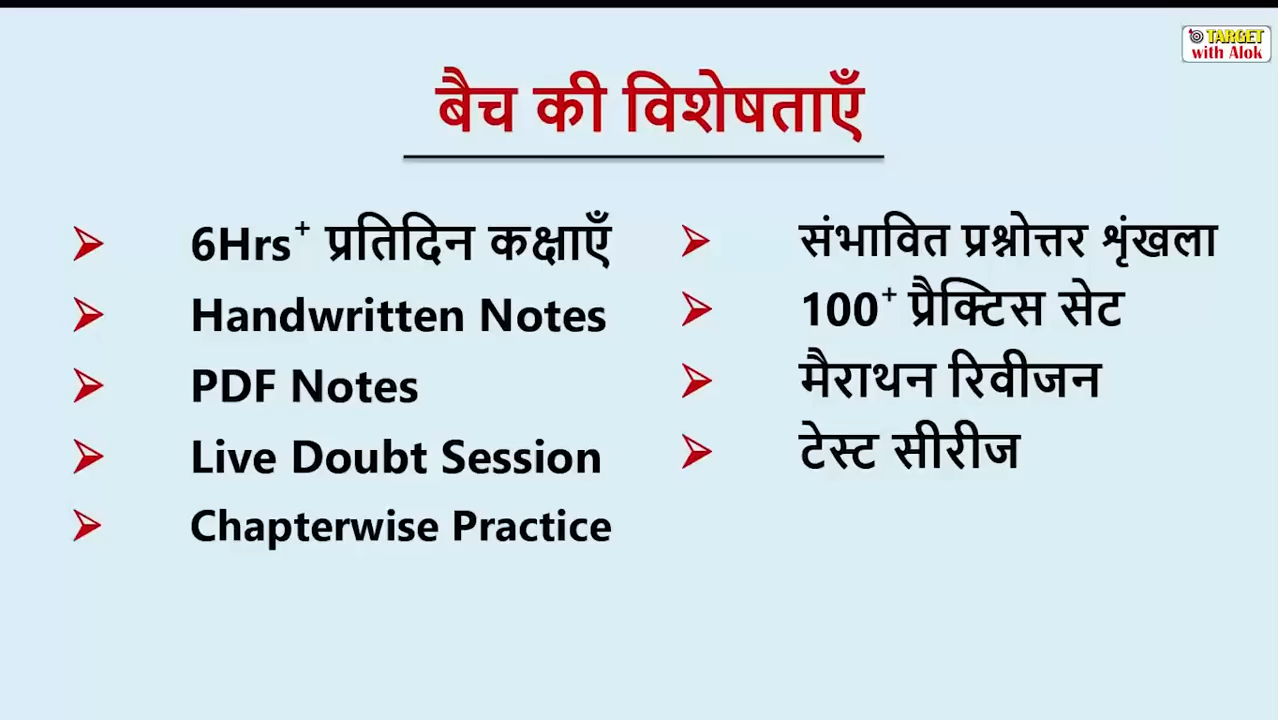 TARGET
with Alok
बैच की विशेषताएँ
6Hrs+ प्रतिदिन कक्षाएँ
Handwritten Notes
PDF Notes
Live Doubt Session
Chapterwise Practice
संभावित प्रश्नोत्तर शृंखला
100+ प्रैक्टिस सेट
मैराथन रिवीजन
टेस्ट सीरीज